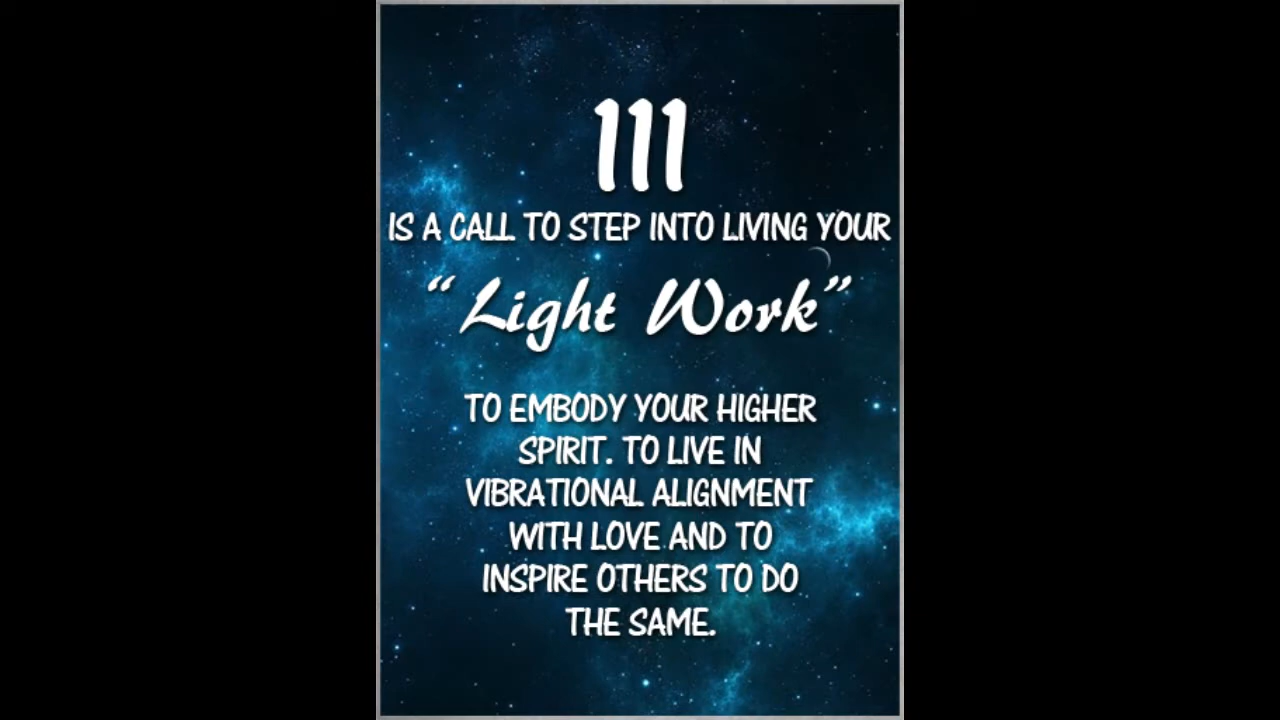 111
IS A CALL TO STEP INTO LIVING YOUR
“Light Work”
TO EMBODY YOUR HIGHER
SPIRIT. TO LIVE IN
VIBRATIONAL ALIGNMENT
WITH LOVE AND TO
INSPIRE OTHERS TO DO
THE SAME.